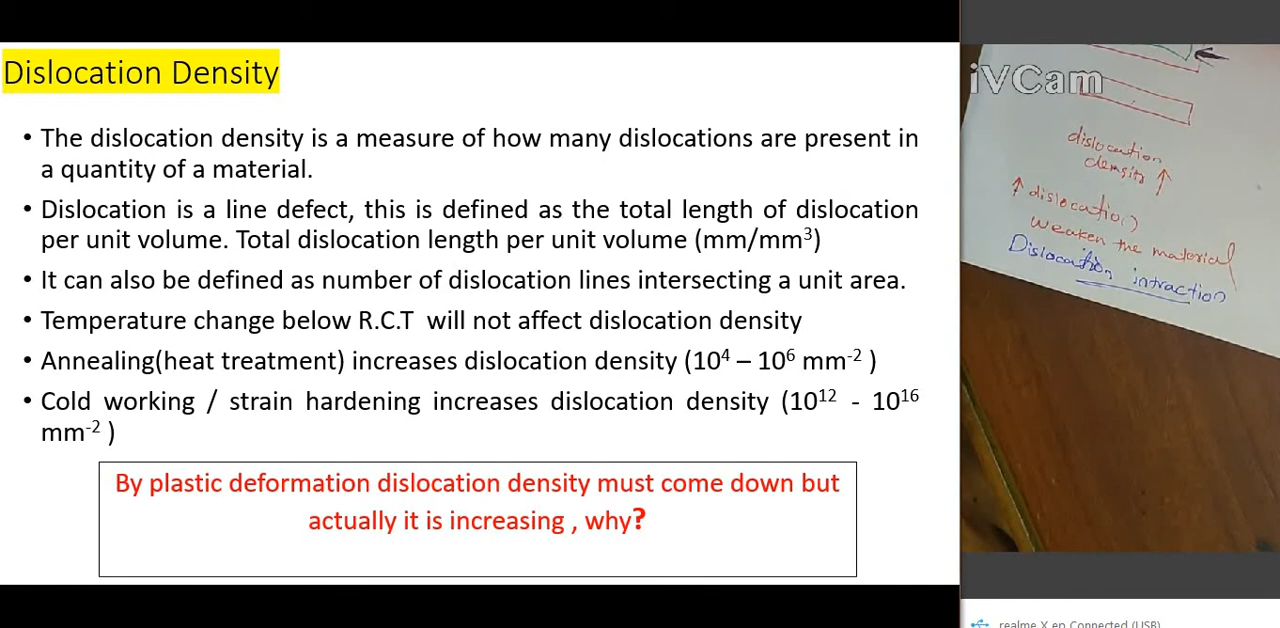 Dislocation Density
• The dislocation density is a measure of how many dislocations are present in
a quantity of a material.
• Dislocation is a line defect, this is defined as the total length of dislocation
per unit volume. Total dislocation length per unit volume (mm/mm³)
• It can also be defined as number of dislocation lines intersecting a unit area.
• Temperature change below R.C.T will not affect dislocation density
• Annealing(heat treatment) increases dislocation density (10⁴ – 10⁶ mm⁻² )
• Cold working / strain hardening increases dislocation density (10¹² - 10¹⁶
mm⁻² )
By plastic deformation dislocation density must come down but
actually it is increasing , why?
iVCam
dislocation
density ↑
↑ dislocation
weaken the material
Dislocation intraction
realme X en Connected (USB)